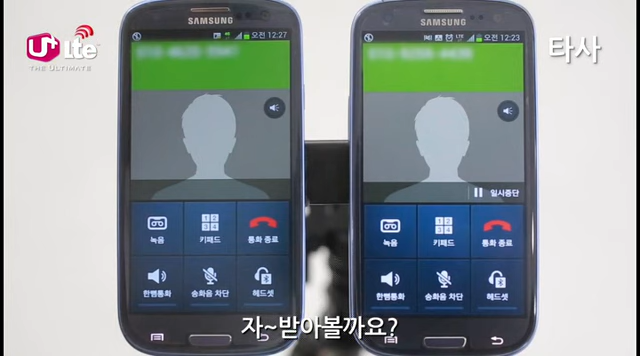 U+ LTE
THE ULTIMATE
타사
SAMSUNG
오전 12:27
녹음
키패드
통화 종료
한뼘통화
송화음 차단
헤드셋
SAMSUNG
LTE
오전 12:23
일시중단
녹음
키패드
통화 종료
한뼘통화
송화음 차단
헤드셋
자~받아볼까요?